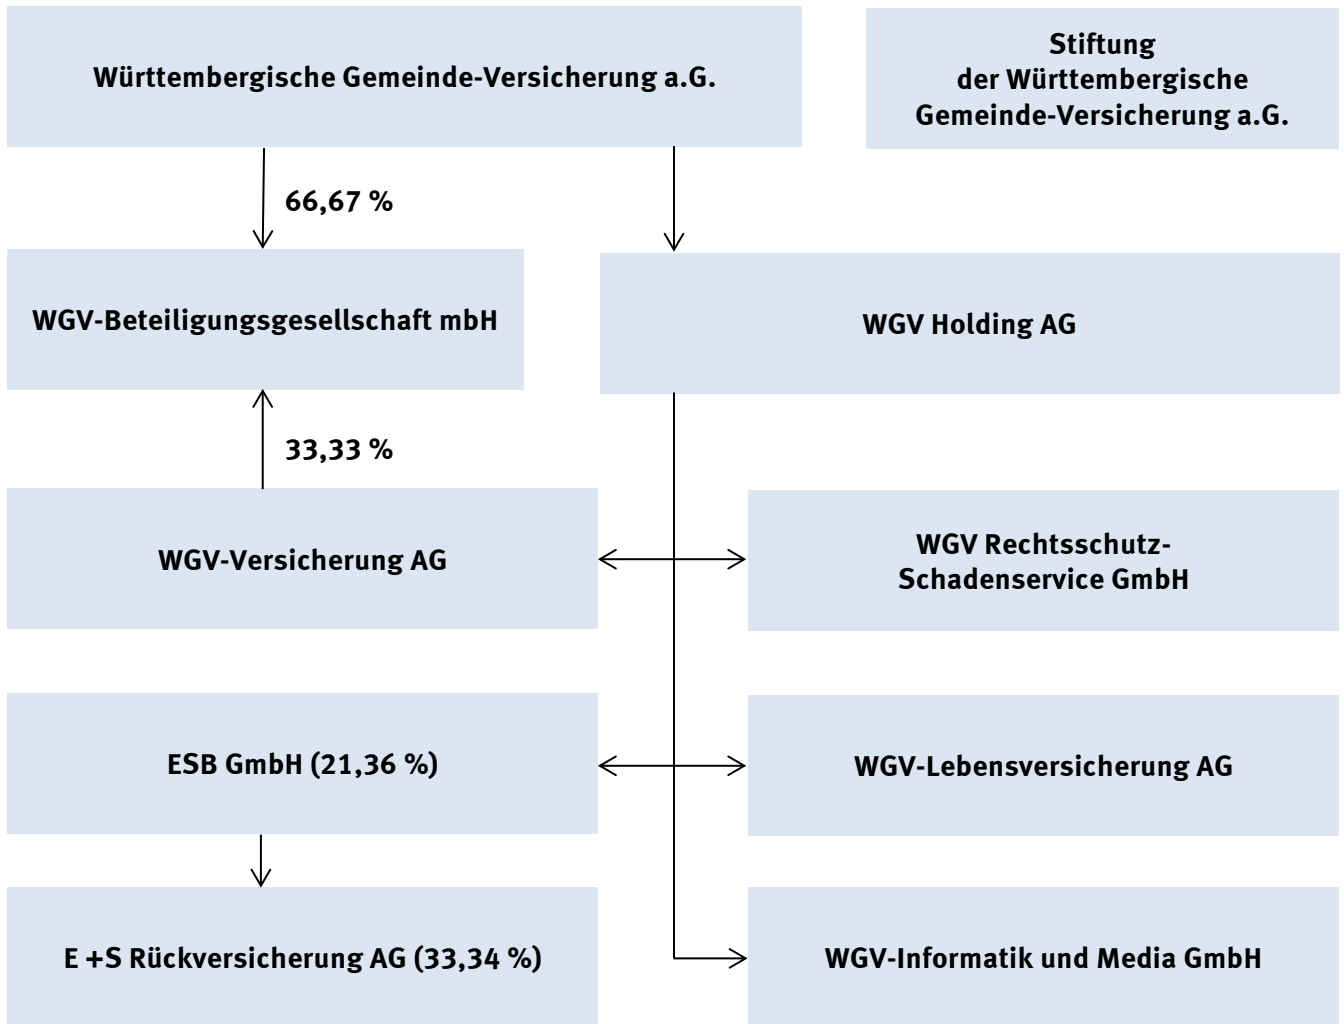 Württembergische Gemeinde-Versicherung a.G.
Stiftung
der Württembergische
Gemeinde-Versicherung a.G.
66,67 %
WGV-Beteiligungsgesellschaft mbH
WGV Holding AG
33,33 %
WGV-Versicherung AG
WGV Rechtsschutz-
Schadenservice GmbH
ESB GmbH (21,36 %)
WGV-Lebensversicherung AG
E +S Rückversicherung AG (33,34 %)
WGV-Informatik und Media GmbH